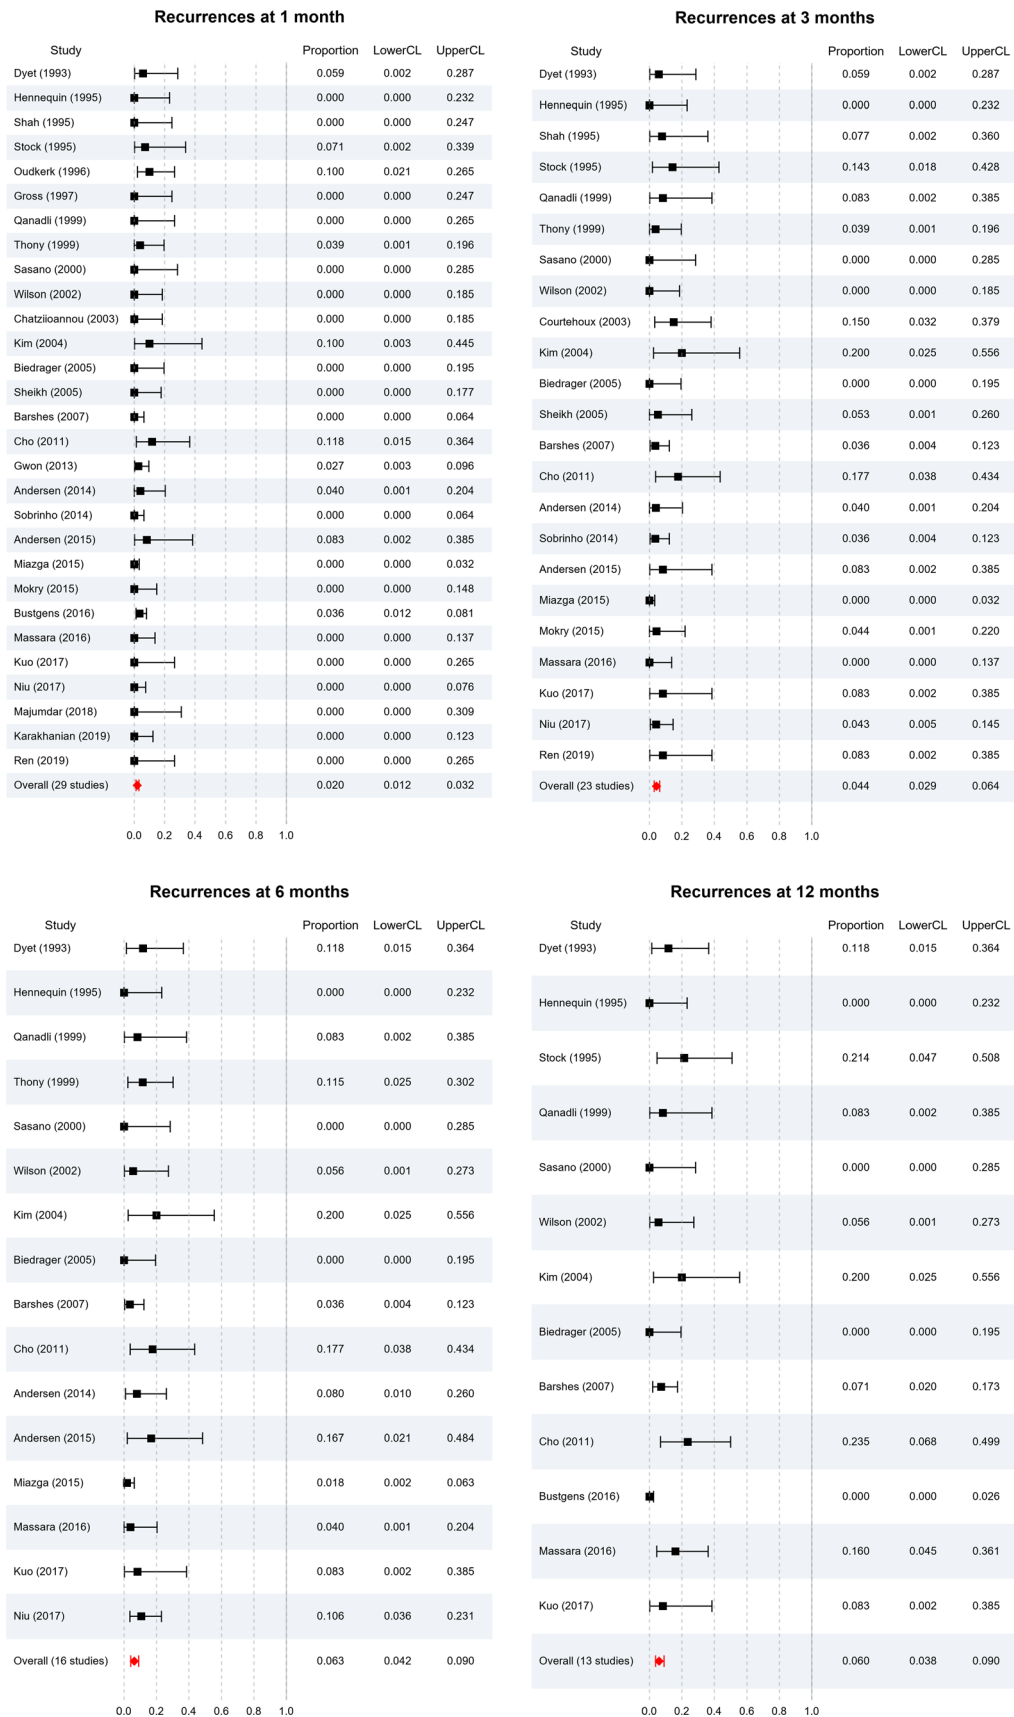 Recurrences at 1 month
Study Proportion LowerCL UpperCL
Dyet (1993) 0.059 0.002 0.287
Hennequin (1995) 0.000 0.000 0.232
Shah (1995) 0.000 0.000 0.247
Stock (1995) 0.071 0.002 0.339
Oudkerk (1996) 0.100 0.021 0.265
Gross (1997) 0.000 0.000 0.247
Qanadli (1999) 0.000 0.000 0.265
Thony (1999) 0.039 0.001 0.196
Sasano (2000) 0.000 0.000 0.285
Wilson (2002) 0.000 0.000 0.185
Chatziioannou (2003) 0.000 0.000 0.185
Kim (2004) 0.100 0.003 0.445
Biedrager (2005) 0.000 0.000 0.195
Sheikh (2005) 0.000 0.000 0.177
Barshes (2007) 0.000 0.000 0.064
Cho (2011) 0.118 0.015 0.364
Gwon (2013) 0.027 0.003 0.096
Andersen (2014) 0.040 0.001 0.204
Sobrinho (2014) 0.000 0.000 0.064
Andersen (2015) 0.083 0.002 0.385
Miazga (2015) 0.000 0.000 0.032
Mokry (2015) 0.000 0.000 0.148
Bustgens (2016) 0.036 0.012 0.081
Massara (2016) 0.000 0.000 0.137
Kuo (2017) 0.000 0.000 0.265
Niu (2017) 0.000 0.000 0.076
Majumdar (2018) 0.000 0.000 0.309
Karakhanian (2019) 0.000 0.000 0.123
Ren (2019) 0.000 0.000 0.265
Overall (29 studies) 0.020 0.012 0.032
0.0 0.2 0.4 0.6 0.8 1.0
Recurrences at 3 months
Study Proportion LowerCL UpperCL
Dyet (1993) 0.059 0.002 0.287
Hennequin (1995) 0.000 0.000 0.232
Shah (1995) 0.077 0.002 0.360
Stock (1995) 0.143 0.018 0.428
Qanadli (1999) 0.083 0.002 0.385
Thony (1999) 0.039 0.001 0.196
Sasano (2000) 0.000 0.000 0.285
Wilson (2002) 0.000 0.000 0.185
Courtehoux (2003) 0.150 0.032 0.379
Kim (2004) 0.200 0.025 0.556
Biedrager (2005) 0.000 0.000 0.195
Sheikh (2005) 0.053 0.001 0.260
Barshes (2007) 0.036 0.004 0.123
Cho (2011) 0.177 0.038 0.434
Andersen (2014) 0.040 0.001 0.204
Sobrinho (2014) 0.036 0.004 0.123
Andersen (2015) 0.083 0.002 0.385
Miazga (2015) 0.000 0.000 0.032
Mokry (2015) 0.044 0.001 0.220
Massara (2016) 0.000 0.000 0.137
Kuo (2017) 0.083 0.002 0.385
Niu (2017) 0.043 0.005 0.145
Ren (2019) 0.083 0.002 0.385
Overall (23 studies) 0.044 0.029 0.064
0.0 0.2 0.4 0.6 0.8 1.0
Recurrences at 6 months
Study Proportion LowerCL UpperCL
Dyet (1993) 0.118 0.015 0.364
Hennequin (1995) 0.000 0.000 0.232
Qanadli (1999) 0.083 0.002 0.385
Thony (1999) 0.115 0.025 0.302
Sasano (2000) 0.000 0.000 0.285
Wilson (2002) 0.056 0.001 0.273
Kim (2004) 0.200 0.025 0.556
Biedrager (2005) 0.000 0.000 0.195
Barshes (2007) 0.036 0.004 0.123
Cho (2011) 0.177 0.038 0.434
Andersen (2014) 0.080 0.010 0.260
Andersen (2015) 0.167 0.021 0.484
Miazga (2015) 0.018 0.002 0.063
Massara (2016) 0.040 0.001 0.204
Kuo (2017) 0.083 0.002 0.385
Niu (2017) 0.106 0.036 0.231
Overall (16 studies) 0.063 0.042 0.090
0.0 0.2 0.4 0.6 0.8 1.0
Recurrences at 12 months
Study Proportion LowerCL UpperCL
Dyet (1993) 0.118 0.015 0.364
Hennequin (1995) 0.000 0.000 0.232
Stock (1995) 0.214 0.047 0.508
Qanadli (1999) 0.083 0.002 0.385
Sasano (2000) 0.000 0.000 0.285
Wilson (2002) 0.056 0.001 0.273
Kim (2004) 0.200 0.025 0.556
Biedrager (2005) 0.000 0.000 0.195
Barshes (2007) 0.071 0.020 0.173
Cho (2011) 0.235 0.068 0.499
Bustgens (2016) 0.000 0.000 0.026
Massara (2016) 0.160 0.045 0.361
Kuo (2017) 0.083 0.002 0.385
Overall (13 studies) 0.060 0.038 0.090
0.0 0.2 0.4 0.6 0.8 1.0